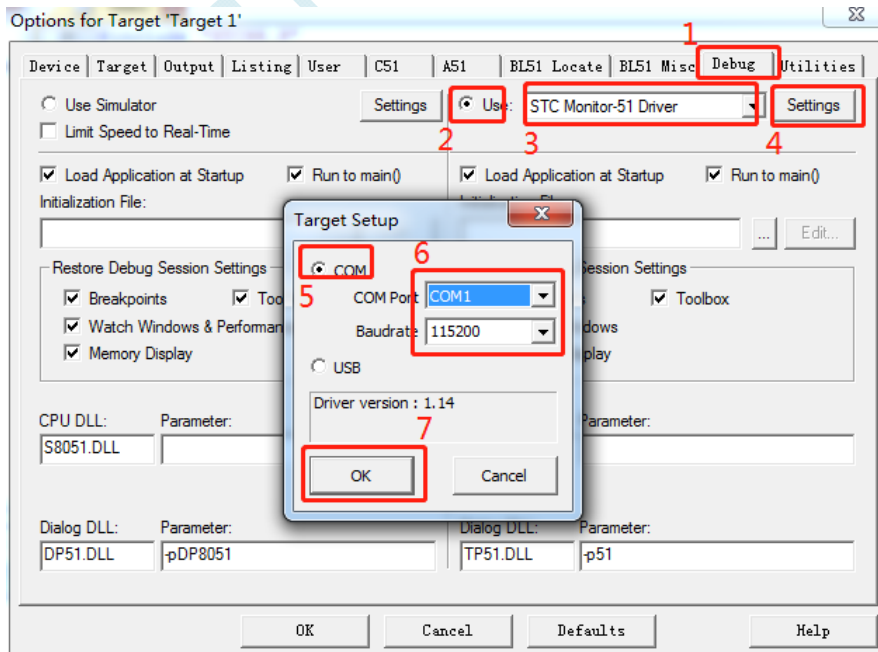 Options for Target 'Target 1'
1
Device Target Output Listing User C51 A51 BL51 Locate BL51 Misc Debug Utilities
Use Simulator Settings Use: STC Monitor-51 Driver Settings
Limit Speed to Real-Time
2 3 4
Load Application at Startup Run to main() Load Application at Startup Run to main()
Initialization File:
... Edit...
Target Setup
Restore Debug Session Settings Session Settings
5 COM 6
COM Port COM1
Breakpoints Toolbox
Baudrate 115200
Watch Windows & Performan
Memory Display
USB
Driver version : 1.14
7
CPU DLL: Parameter: Parameter:
S8051.DLL
OK Cancel
Dialog DLL: Parameter: Dialog DLL: Parameter:
DP51.DLL -pDP8051 TP51.DLL -p51
OK Cancel Defaults Help